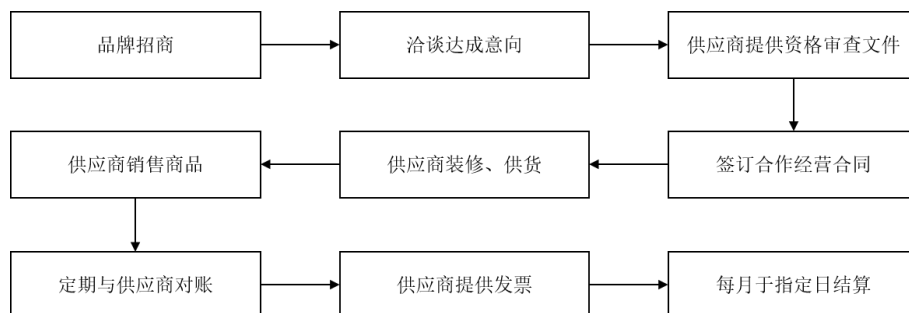 品牌招商
洽谈达成意向
供应商提供资格审查文件
签订合作经营合同
供应商装修、供货
供应商销售商品
定期与供应商对账
供应商提供发票
每月于指定日结算